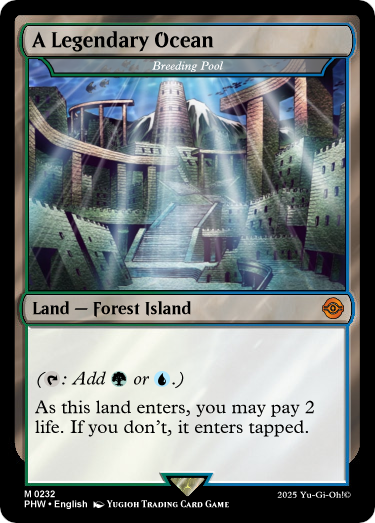 A Legendary Ocean
Breeding Pool
Land — Forest Island
(: Add or .)
As this land enters, you may pay 2
life. If you don't, it enters tapped.
M 0232
PHW • English YUGIOH TRADING CARD GAME
2025 Yu-Gi-Oh!©